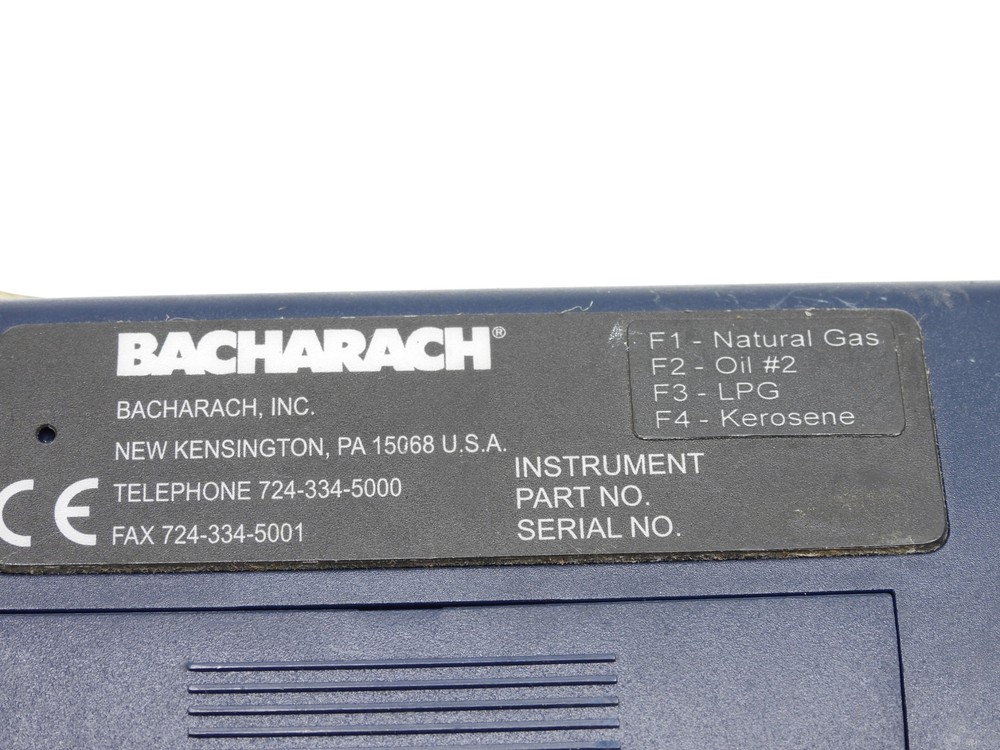 BACHARACH®
BACHARACH, INC.
NEW KENSINGTON, PA 15068 U.S.A.
TELEPHONE 724-334-5000
FAX 724-334-5001
CE
F1 - Natural Gas
F2 - Oil #2
F3 - LPG
F4 - Kerosene
INSTRUMENT
PART NO.
SERIAL NO.